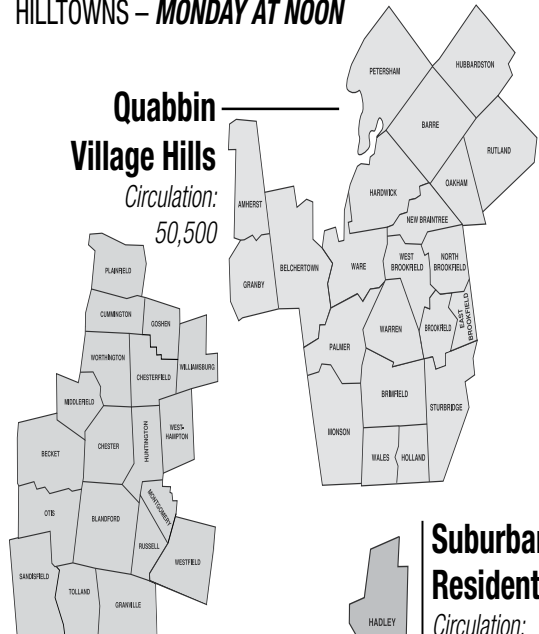 HILLTOWNS – MONDAY AT NOON
Quabbin
Village Hills
Circulation:
50,500
PETERSHAM
HUBBARDSTON
BARRE
RUTLAND
HARDWICK
OAKHAM
NEW BRAINTREE
AMHERST
BELCHERTOWN
WARE
WEST
BROOKFIELD
NORTH
BROOKFIELD
GRANBY
PALMER
WARREN
BROOKFIELD
EAST
BROOKFIELD
BRIMFIELD
STURBRIDGE
MONSON
WALES
HOLLAND
PLAINFIELD
CUMMINGTON
GOSHEN
WORTHINGTON
CHESTERFIELD
WILLIAMSBURG
MIDDLEFIELD
CHESTER
HUNTINGTON
WEST-
HAMPTON
BECKET
OTIS
BLANDFORD
MONTGOMERY
RUSSELL
WESTFIELD
SANDISFIELD
TOLLAND
GRANVILLE
Suburban
Resident
Circulation:
HADLEY